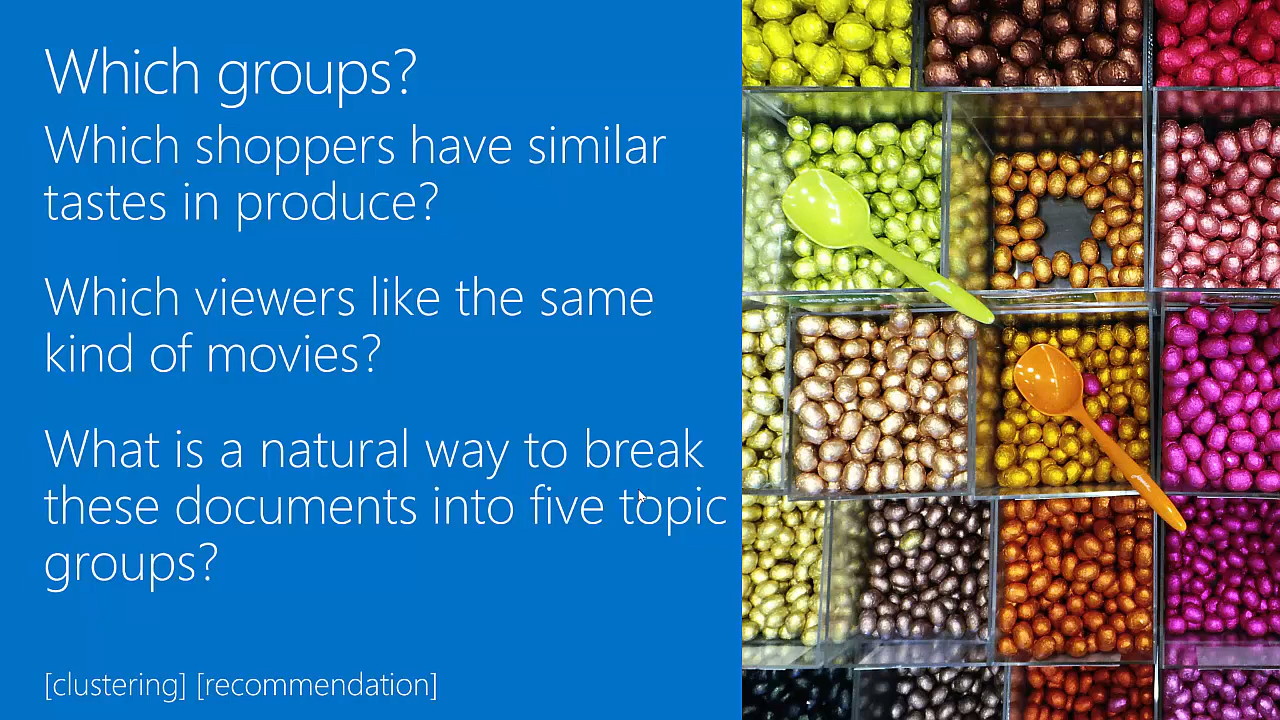 Which groups?
Which shoppers have similar
tastes in produce?
Which viewers like the same
kind of movies?
What is a natural way to break
these documents into five topic
groups?
[clustering] [recommendation]